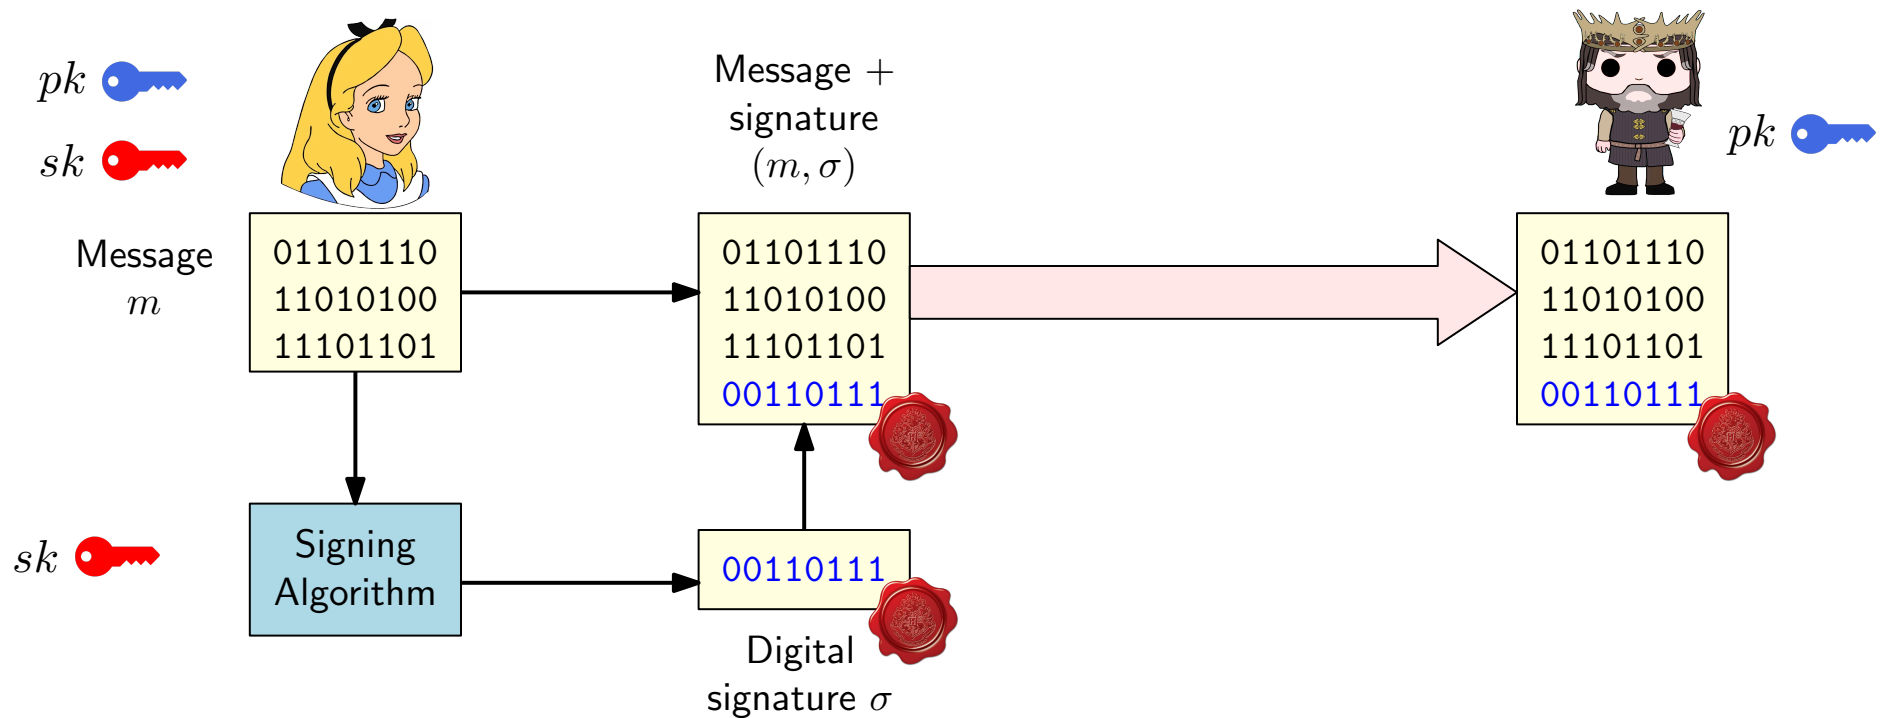 pk
sk
Message
m
01101110
11010100
11101101
sk
Signing
Algorithm
Message +
signature
(m, σ)
01101110
11010100
11101101
00110111
00110111
Digital
signature σ
pk
01101110
11010100
11101101
00110111